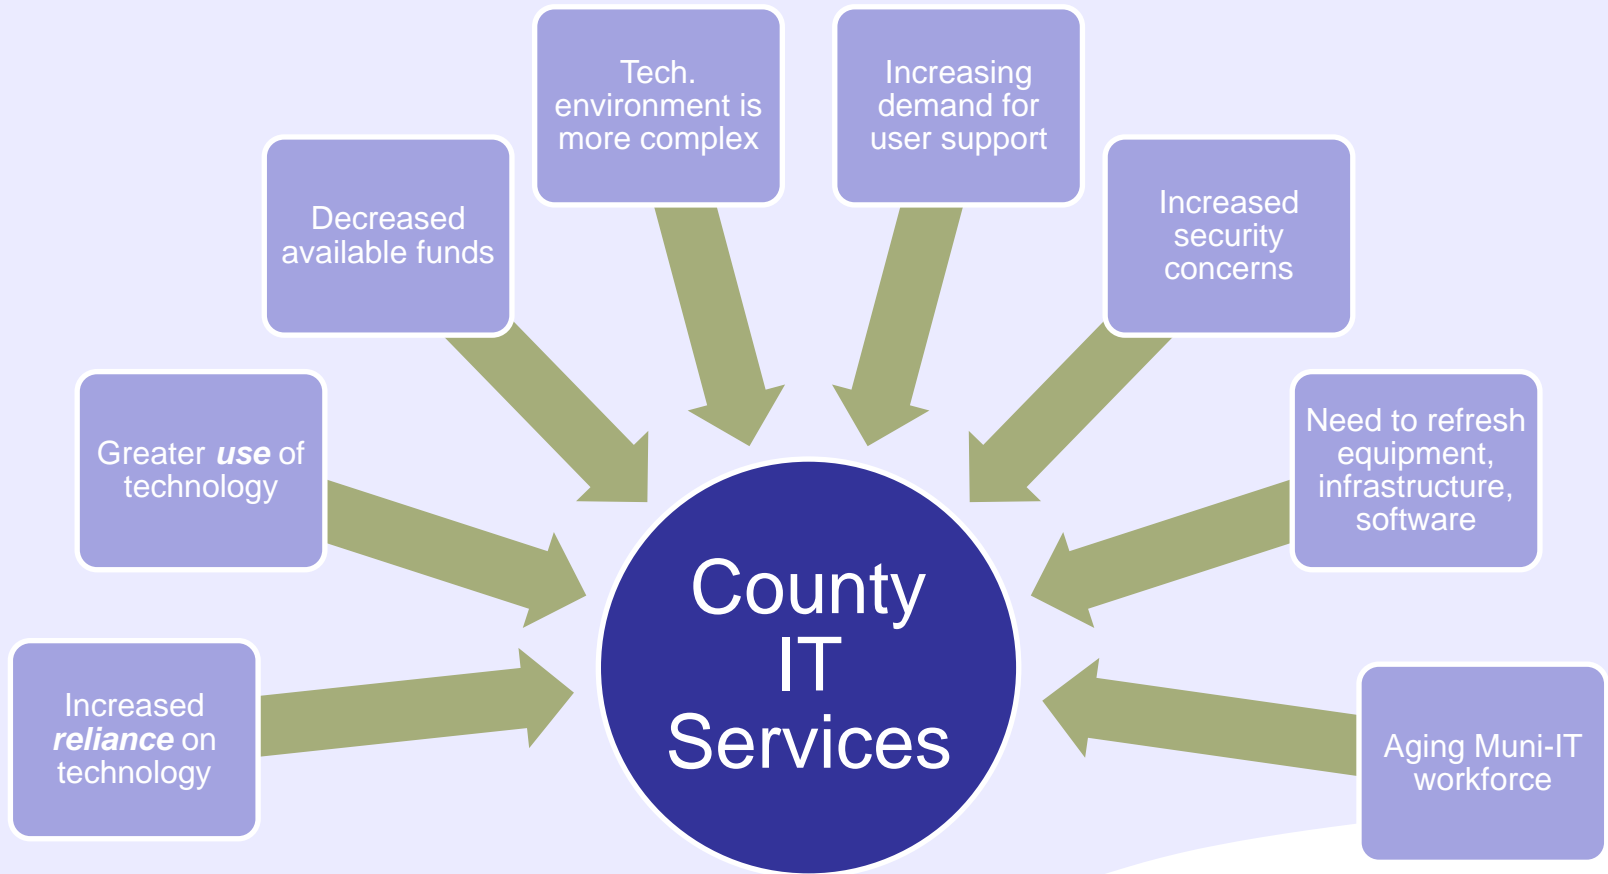 Tech.
environment is
more complex
Increasing
demand for
user support
Decreased
available funds
Increased
security
concerns
Greater use of
technology
Need to refresh
equipment,
infrastructure,
software
County
IT
Services
Increased
reliance on
technology
Aging Muni-IT
workforce